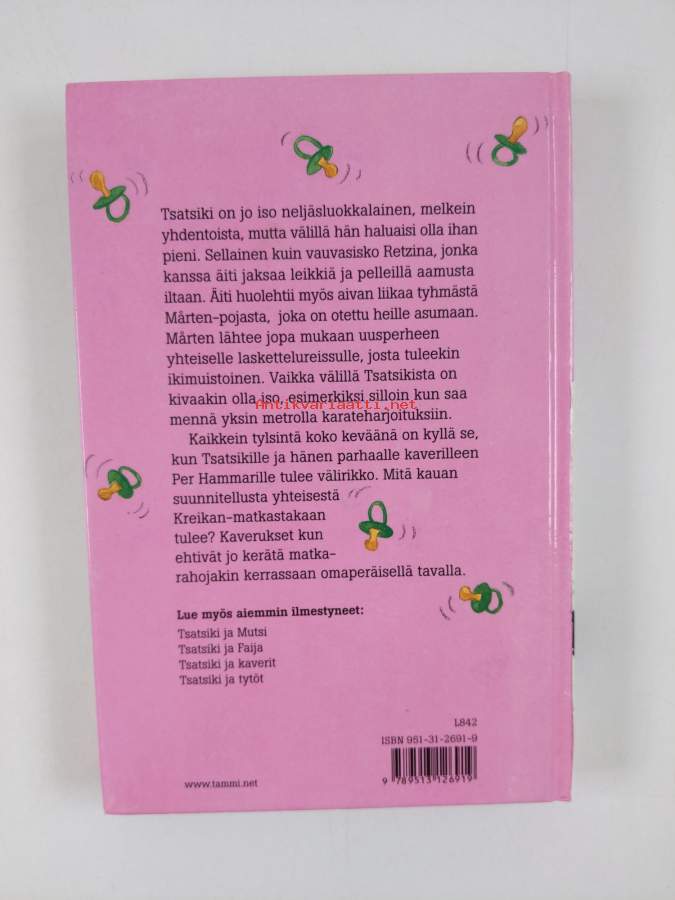 Tsatsiki on jo iso neljäsluokkalainen, melkein
yhdentoista, mutta välillä hän haluaisi olla ihan
pieni. Sellainen kuin vauvasisko Retzina, jonka
kanssa äiti jaksaa leikkiä ja pelleillä aamusta
iltaan. Äiti huolehtii myös aivan liikaa tyhmästä
Mårten-pojasta, joka on otettu heille asumaan.
Mårten lähtee jopa mukaan uusperheen
yhteiselle laskettelureissulle, josta tuleekin
ikimuistoinen. Vaikka välillä Tsatsikista on
kivaakin olla iso, esimerkiksi silloin kun saa
Antikvariaatti.net
mennä yksin metrolla karateharjoituksiin.
Kaikkein tylsintä koko keväänä on kyllä se,
kun Tsatsikille ja hänen parhaalle kaverilleen
Per Hammarille tulee välirikko. Mitä kauan
suunnitellusta yhteisestä
Kreikan-matkastakaan
tulee? Kaverukset kun
ehtivät jo kerätä matka-
rahojakin kerrassaan omaperäisellä tavalla.
Lue myös aiemmin ilmestyneet:
Tsatsiki ja Mutsi
Tsatsiki ja Faija
Tsatsiki ja kaverit
Tsatsiki ja tytöt
L842
ISBN 951-31-2691-9
9 789513 126919
www.tammi.net